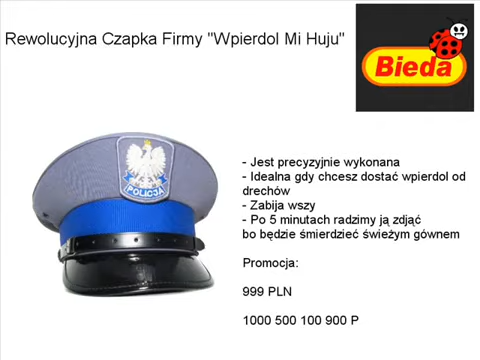 Rewolucyjna Czapka Firmy "Wpierdol Mi Huju"
Bieda
POLICJA
- Jest precyzyjnie wykonana
- Idealna gdy chcesz dostać wpierdol od
drechów
- Zabija wszy
- Po 5 minutach radzimy ją zdjąć
bo będzie śmierdzieć świeżym gównem
Promocja:
999 PLN
1000 500 100 900 P